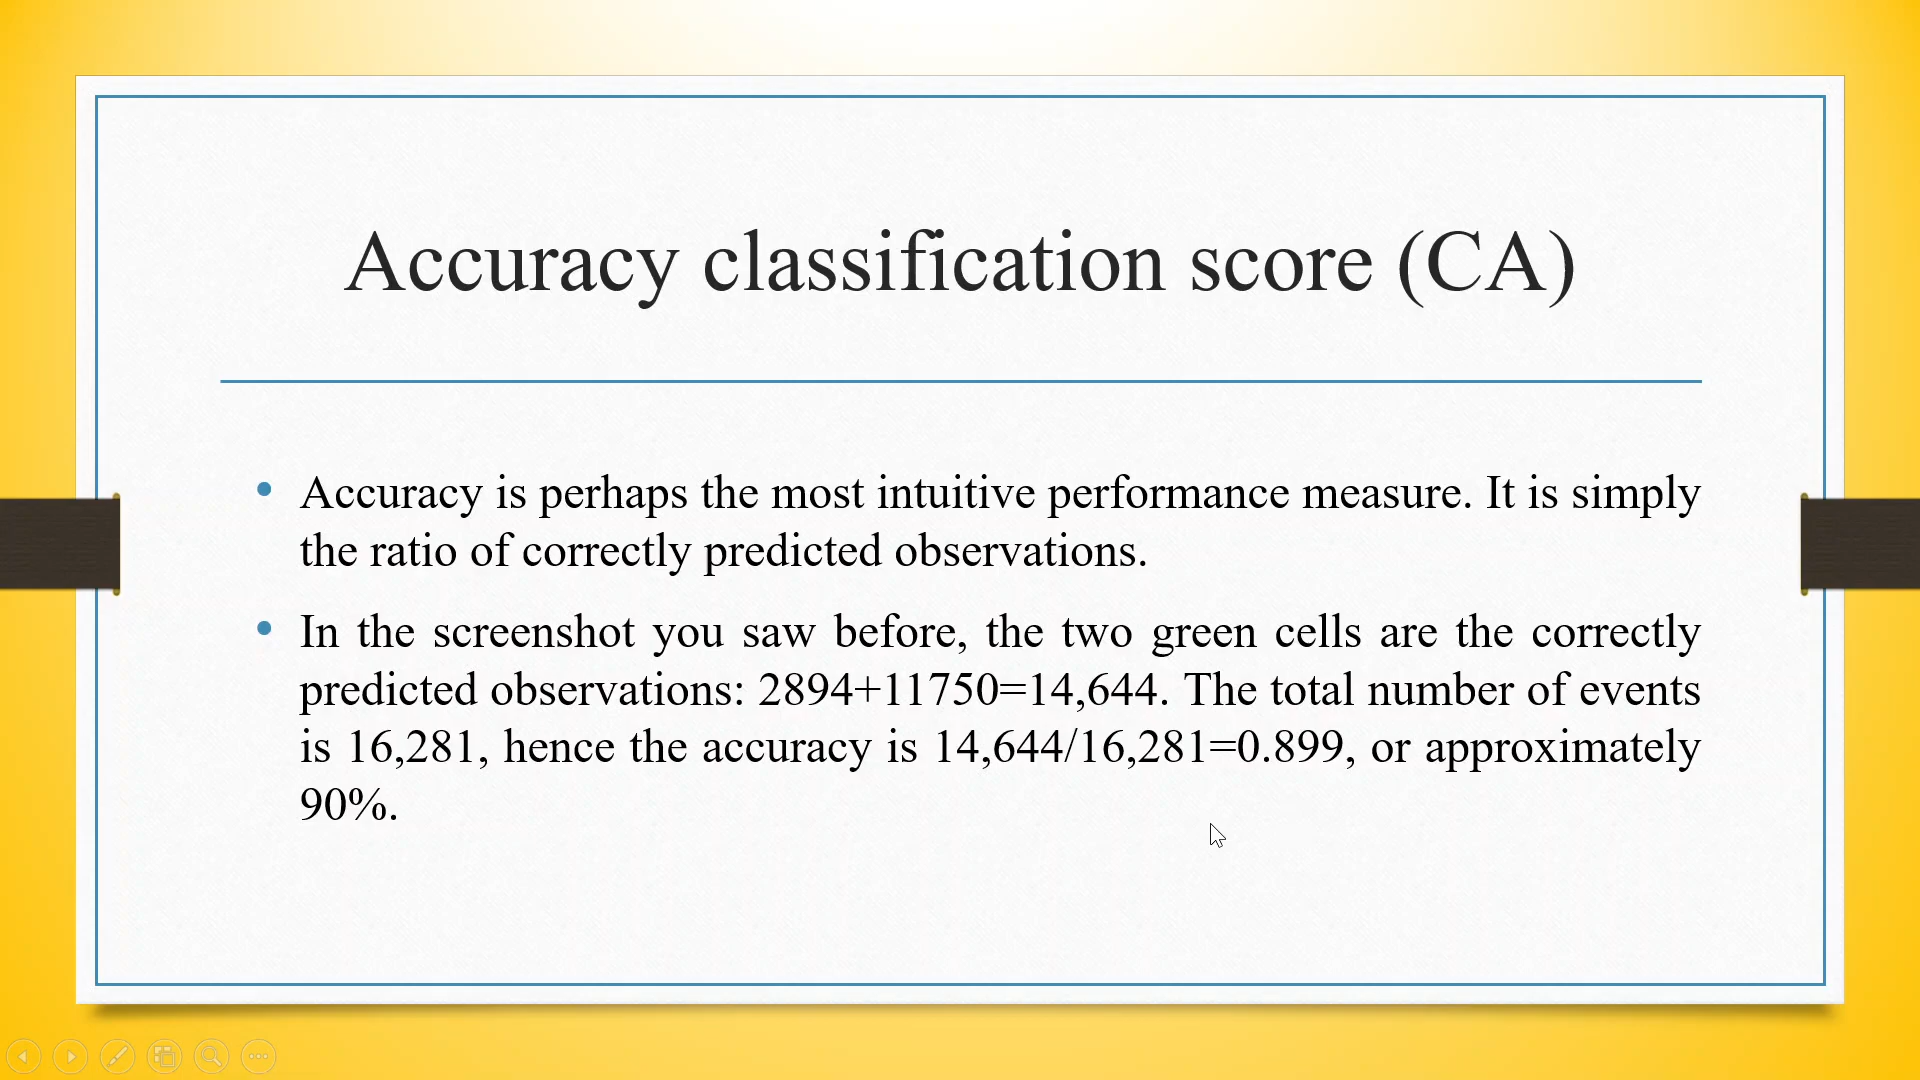 Accuracy classification score (CA)
• Accuracy is perhaps the most intuitive performance measure. It is simply
the ratio of correctly predicted observations.
• In the screenshot you saw before, the two green cells are the correctly
predicted observations: 2894+11750=14,644. The total number of events
is 16,281, hence the accuracy is 14,644/16,281=0.899, or approximately
90%.